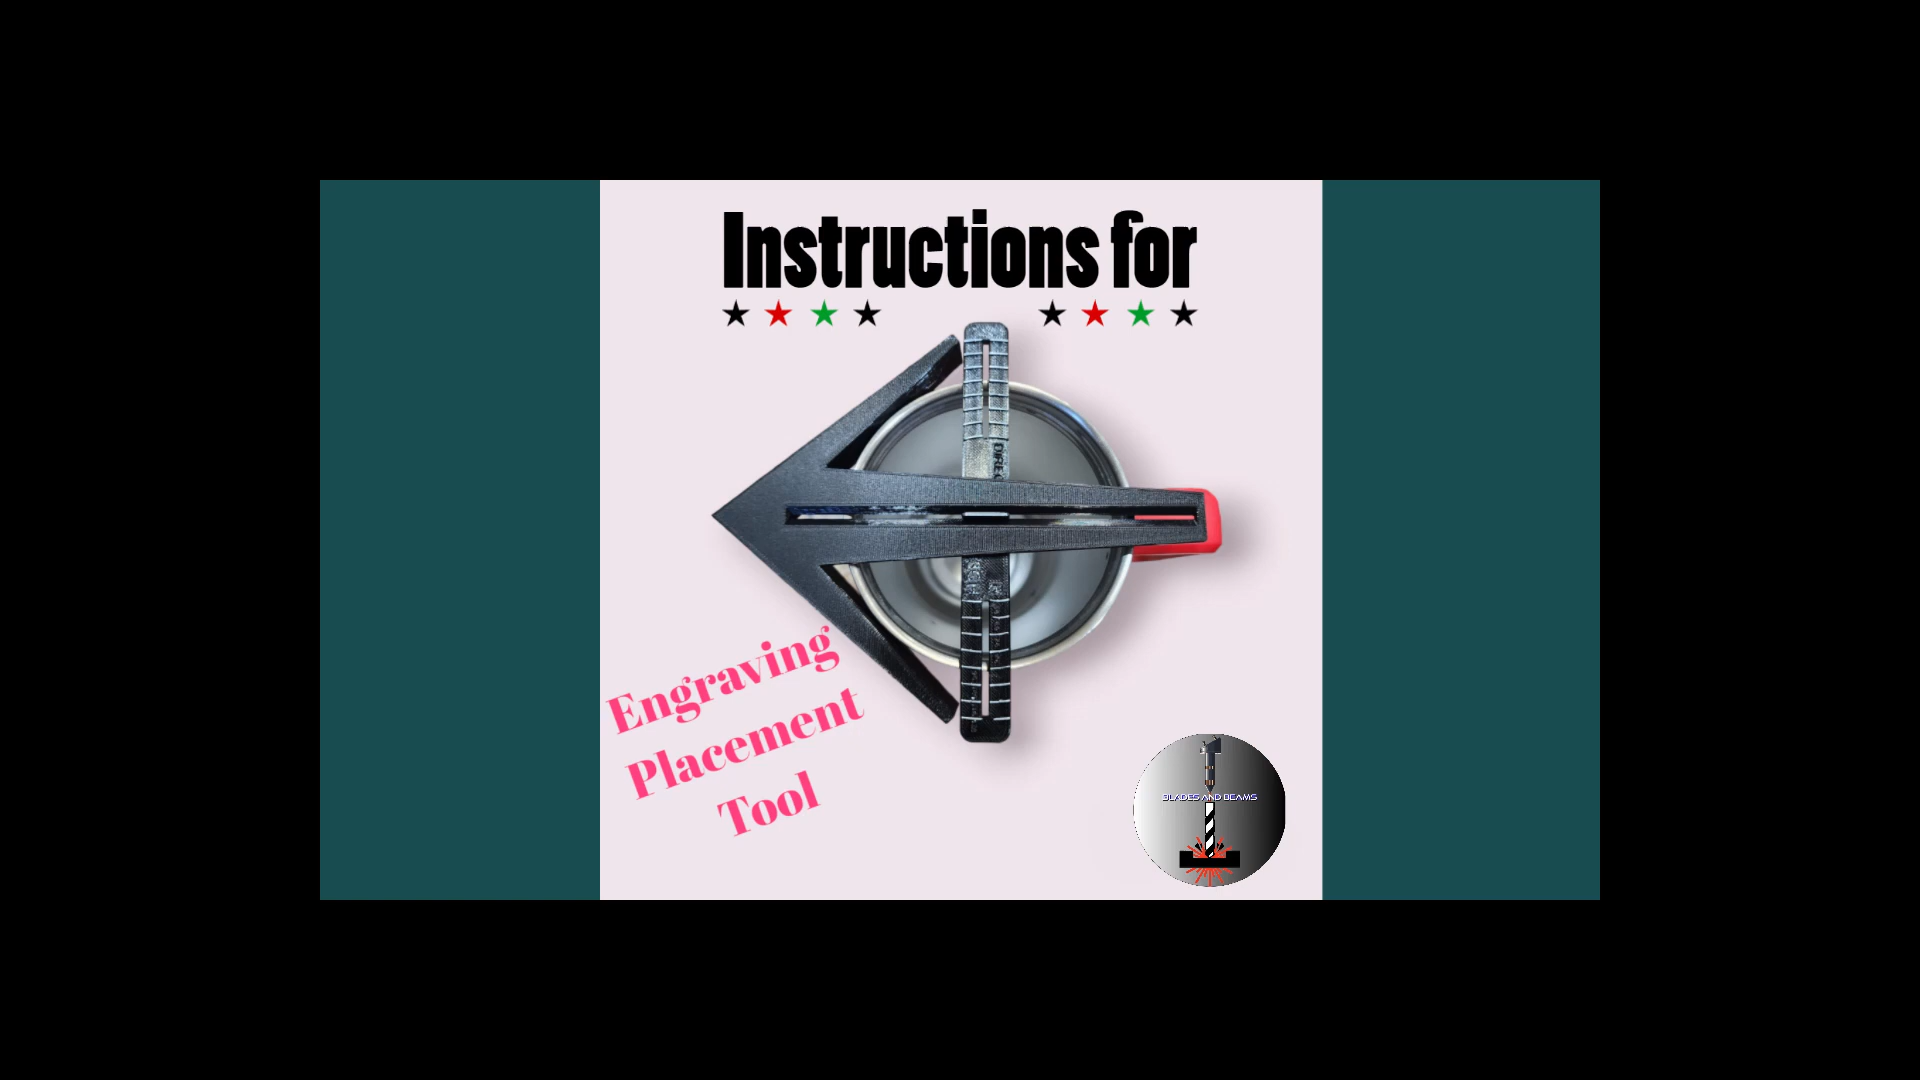 Instructions for
Engraving
Placement
Tool
BLADES AND BEAMS